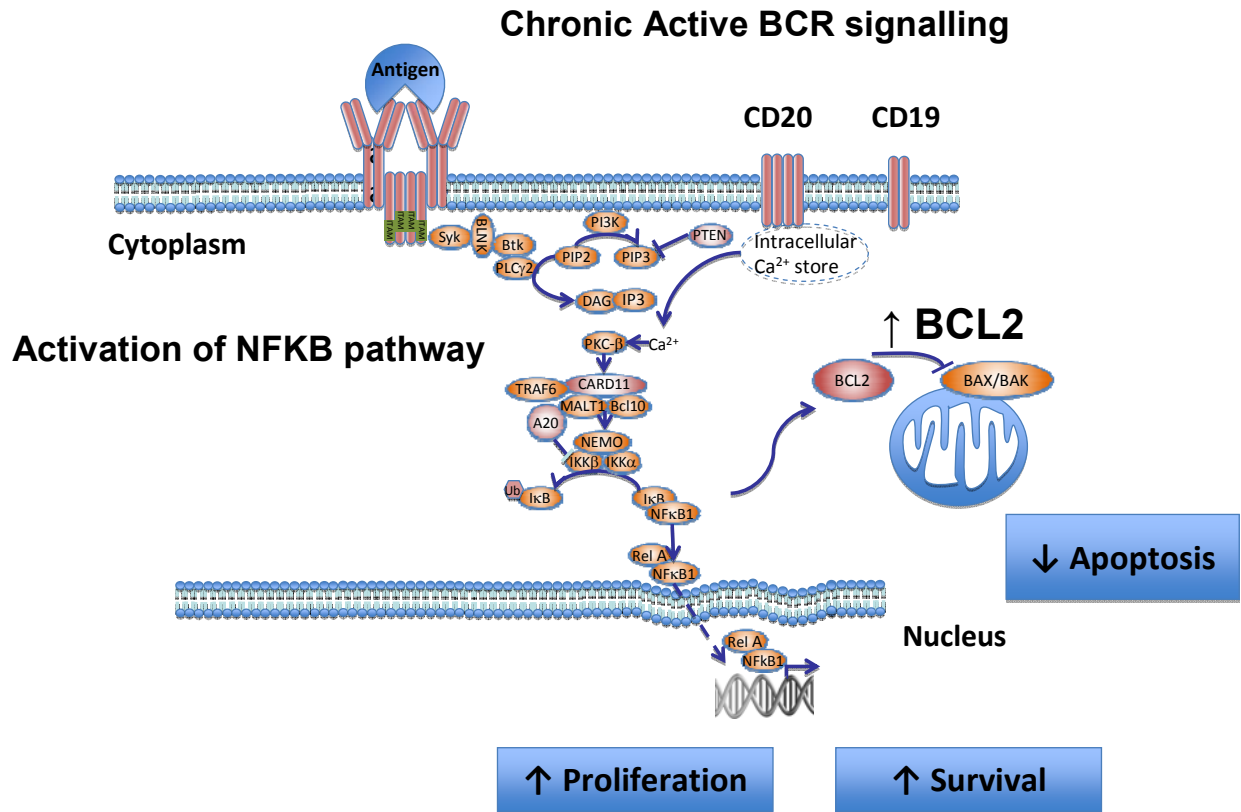 Chronic Active BCR signalling
Antigen
CD20
CD19
ITAM
ITAM
ITAM
ITAM
Cytoplasm
Syk
BLNK
Btk
PLCγ2
PI3K
PIP2
PIP3
PTEN
Intracellular
Ca²⁺ store
DAG
IP3
↑ BCL2
Activation of NFKB pathway
PKC-β
Ca²⁺
BCL2
BAX/BAK
TRAF6
CARD11
MALT1
Bcl10
A20
NEMO
IKKβ
IKKα
Ub
IκB
IκB
NFκB1
↓ Apoptosis
Rel A
NFκB1
Nucleus
Rel A
NFkB1
↑ Proliferation
↑ Survival